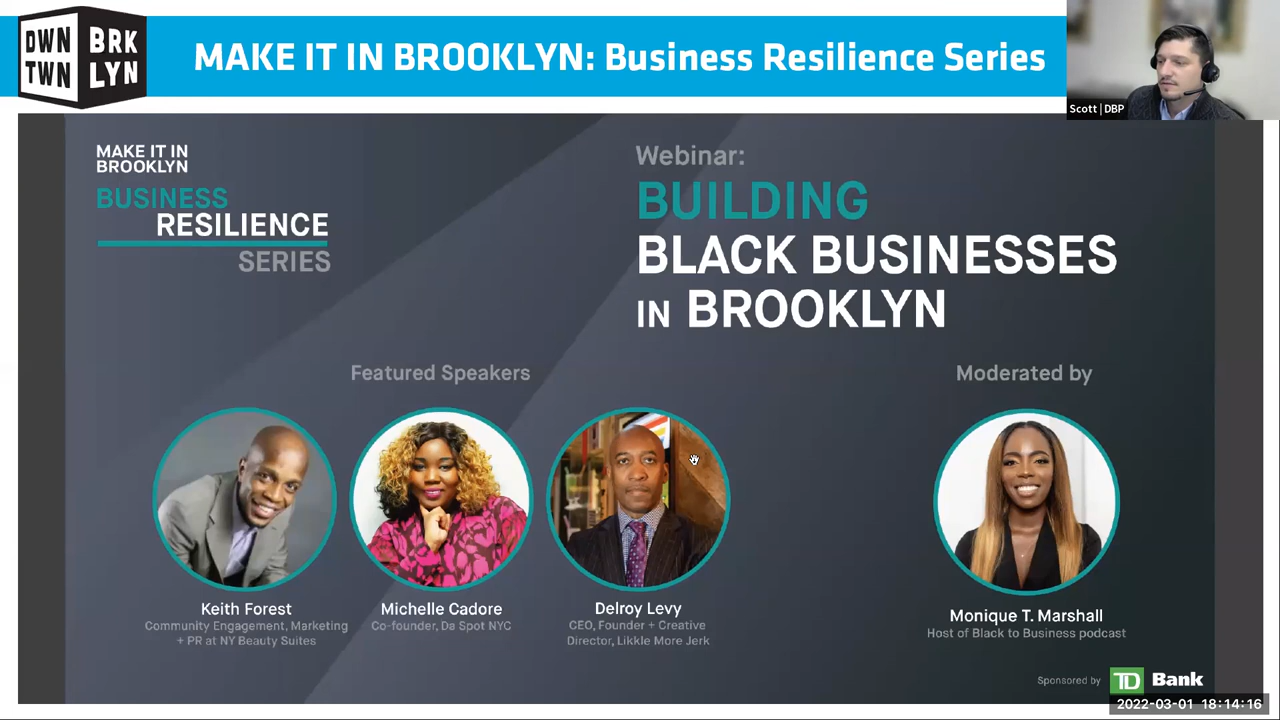 DWN BRK
TWN LYN
MAKE IT IN BROOKLYN: Business Resilience Series
Scott | DBP
MAKE IT IN
BROOKLYN
BUSINESS
RESILIENCE
SERIES
Webinar:
BUILDING
BLACK BUSINESSES
IN BROOKLYN
Featured Speakers
Moderated by
Keith Forest
Community Engagement, Marketing
+ PR at NY Beauty Suites
Michelle Cadore
Co-founder, Da Spot NYC
Delroy Levy
CEO, Founder + Creative
Director, Likkle More Jerk
Monique T. Marshall
Host of Black to Business podcast
Sponsored by TD Bank
2022-03-01 18:14:16